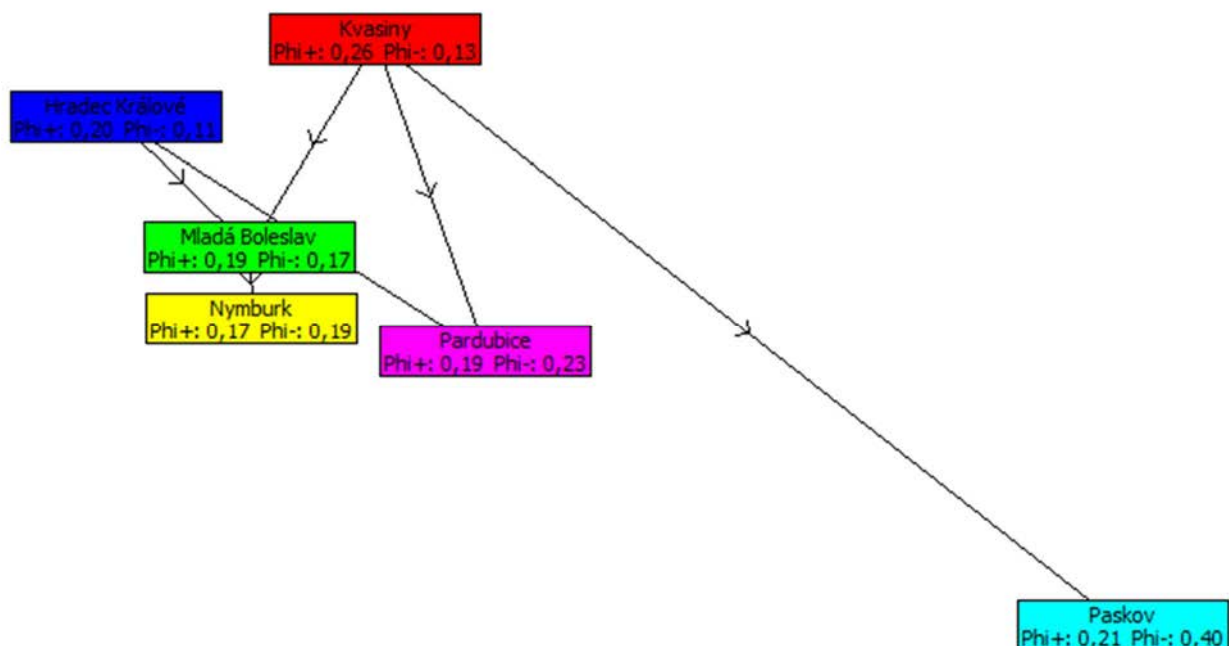 Kvasiny
Phi+: 0,26 Phi-: 0,13
Hradec Králové
Phi+: 0,20 Phi-: 0,11
Mladá Boleslav
Phi+: 0,19 Phi-: 0,17
Nymburk
Phi+: 0,17 Phi-: 0,19
Pardubice
Phi+: 0,19 Phi-: 0,23
Paskov
Phi+: 0,21 Phi-: 0,40